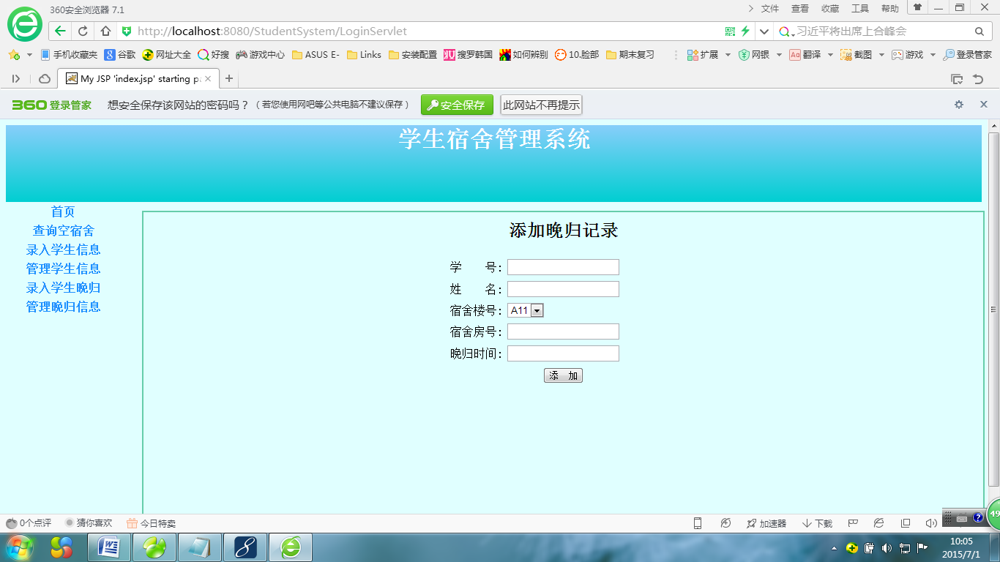 360安全浏览器 7.1
文件 查看 收藏 工具 帮助
http://localhost:8080/StudentSystem/LoginServlet
习近平将出席上合峰会
手机收藏夹 谷歌 网址大全 好搜 游戏中心 ASUS E- Links 安装配置 搜罗韩国 如何辨别 10.脸部 期末复习 扩展 网银 翻译 截图 游戏 登录管家
My JSP 'index.jsp' starting p
360 登录管家 想安全保存该网站的密码吗？（若您使用网吧等公共电脑不建议保存） 安全保存 此网站不再提示
学生宿舍管理系统
首页
查询空宿舍
录入学生信息
管理学生信息
录入学生晚归
管理晚归信息
添加晚归记录
学 号：
姓 名：
宿舍楼号： A11
宿舍房号：
晚归时间：
添 加
0个点评 猜你喜欢 今日特卖 加速器 下载
49
10:05
2015/7/1